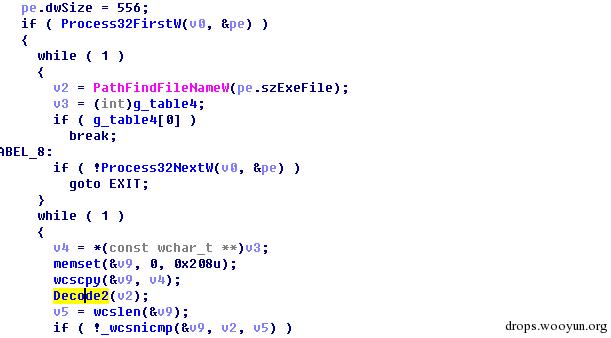 pe.dwSize = 556;
if ( Process32FirstW(v0, &pe) )
{
while ( 1 )
{
v2 = PathFindFileNameW(pe.szExeFile);
v3 = (int)g_table4;
if ( g_table4[0] )
break;
ABEL_8:
if ( !Process32NextW(v0, &pe) )
goto EXIT;
}
while ( 1 )
{
v4 = *(const wchar_t **)v3;
memset(&v9, 0, 0x208u);
wcscpy(&v9, v4);
Decode2(v2);
v5 = wcslen(&v9);
if ( !_wcsnicmp(&v9, v2, v5) )
drops.wooyun.org